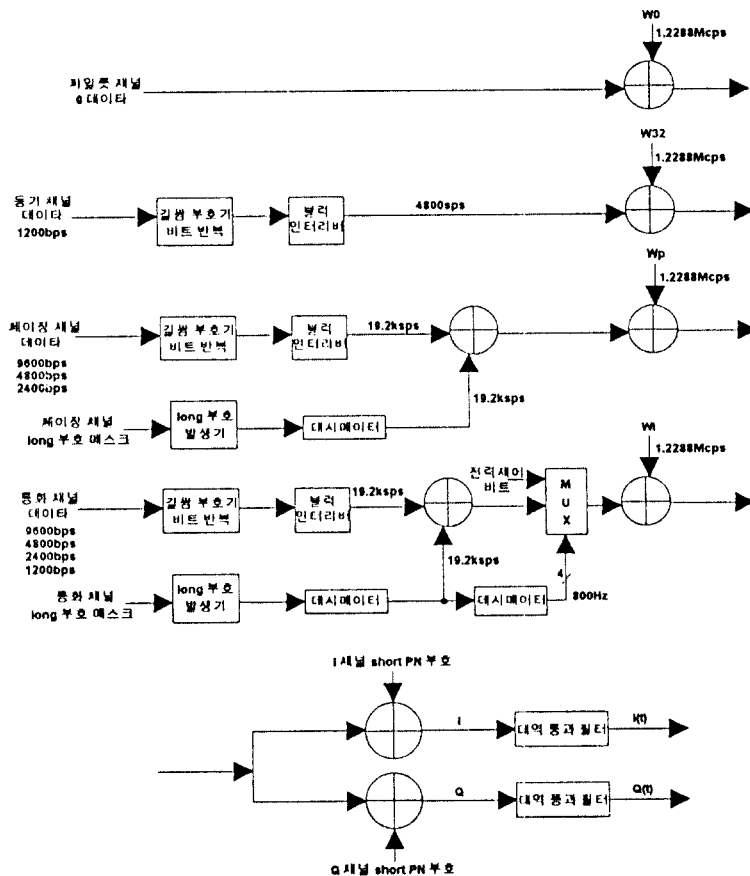 W0
1.2288Mcps
파일롯 채널
0 데이타
W32
1.2288Mcps
동기 채널
데이타
1200bps
길쌈 부호기
비트 반복
블럭
인터리버
4800sps
Wp
1.2288Mcps
페이징 채널
데이타
9600bps
4800bps
2400bps
길쌈 부호기
비트 반복
블럭
인터리버
19.2ksps
19.2ksps
페이징 채널
long 부호 마스크
long 부호
발생기
대시메이터
Wi
1.2288Mcps
통화 채널
데이타
9600bps
4800bps
2400bps
1200bps
길쌈 부호기
비트 반복
블럭
인터리버
19.2ksps
전력제어
비트
M
U
X
19.2ksps
4
800Hz
통화 채널
long 부호 마스크
long 부호
발생기
대시메이터
대시메이터
I 채널 short PN 부호
I
대역 통과 필터
I(t)
Q
대역 통과 필터
Q(t)
Q 채널 short PN 부호